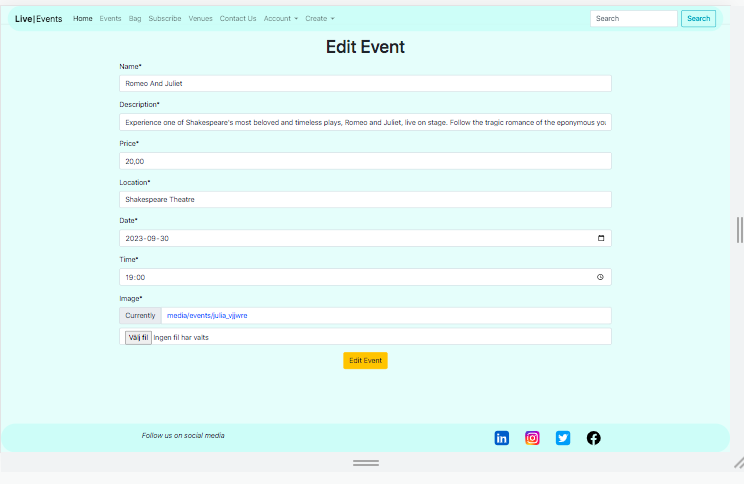 Live|Events Home Events Bag Subscribe Venues Contact Us Account Create Search Search
Edit Event
Name*
Romeo And Juliet
Description*
Experience one of Shakespeare's most beloved and timeless plays, Romeo and Juliet, live on stage. Follow the tragic romance of the eponymous you
Price*
20,00
Location*
Shakespeare Theatre
Date*
2023-09-30
Time*
19:00
Image*
Currently media/events/julia_vjjwre
Välj fil Ingen fil har valts
Edit Event
Follow us on social media